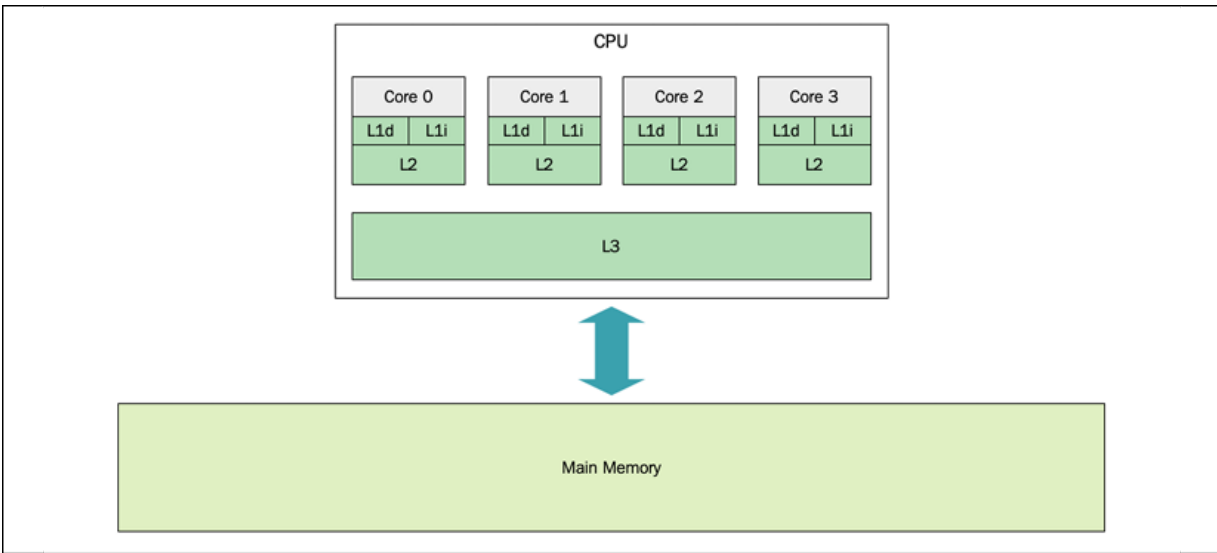 CPU
Core 0 Core 1 Core 2 Core 3
L1d L1i L1d L1i L1d L1i L1d L1i
L2 L2 L2 L2
L3
Main Memory